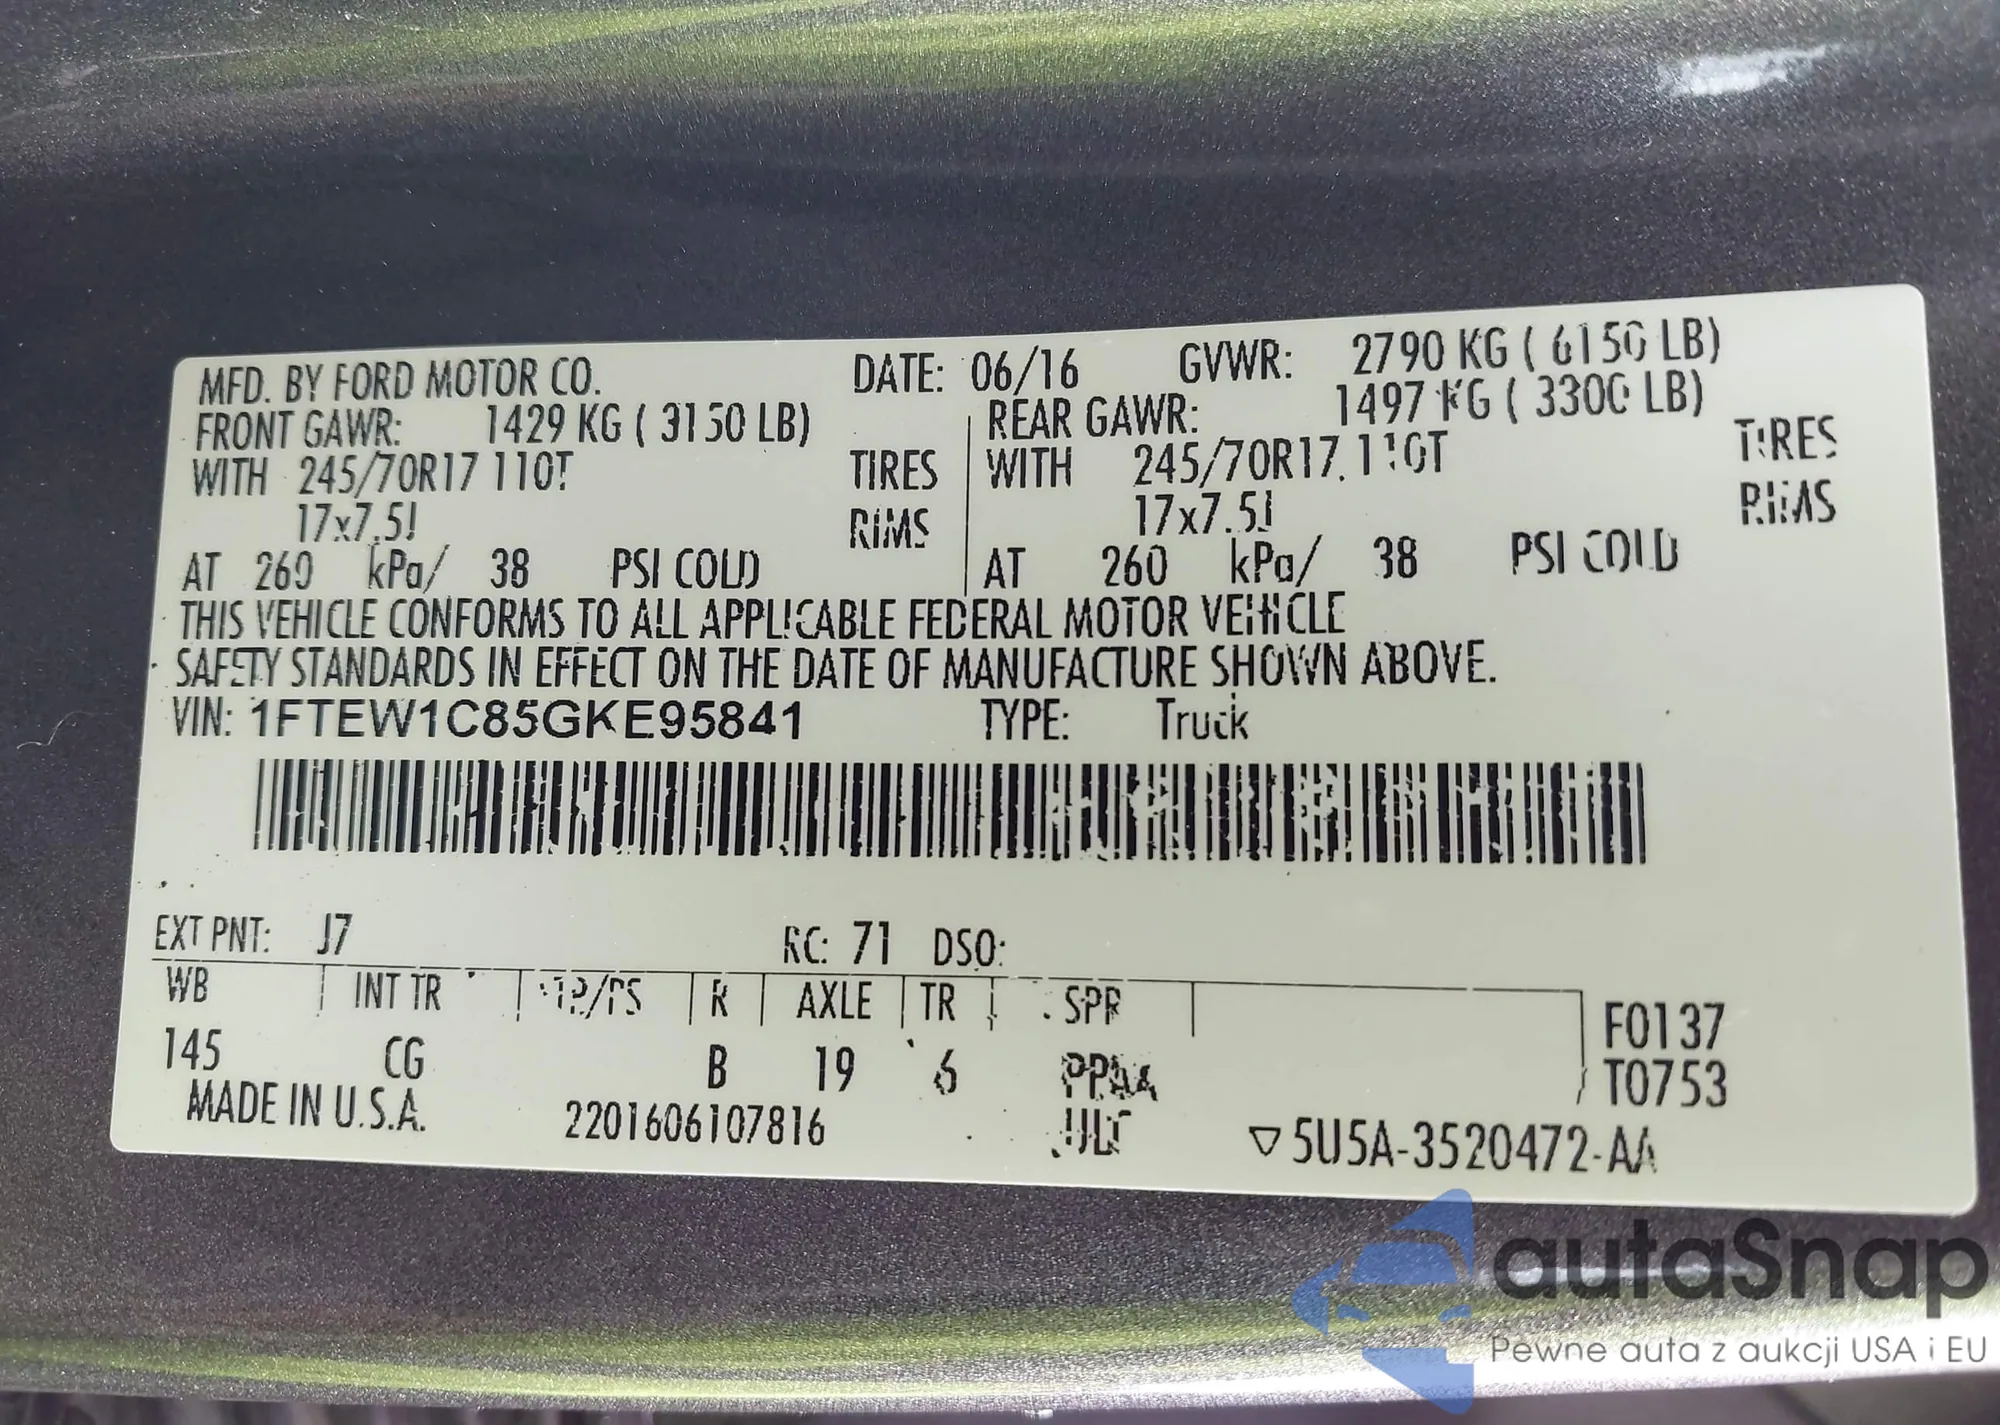 MFD. BY FORD MOTOR CO. DATE: 06/16 GVWR: 2790 KG ( 6150 LB)
FRONT GAWR: 1429 KG ( 3150 LB) REAR GAWR: 1497 KG ( 3300 LB)
WITH 245/70R17 110T TIRES WITH 245/70R17 110T TIRES
17x7.5J RIMS 17x7.5J RIMS
AT 260 kPa/ 38 PSI COLD AT 260 kPa/ 38 PSI COLD
THIS VEHICLE CONFORMS TO ALL APPLICABLE FEDERAL MOTOR VEHICLE
SAFETY STANDARDS IN EFFECT ON THE DATE OF MANUFACTURE SHOWN ABOVE.
VIN: 1FTEW1C85GKE95841 TYPE: Truck
EXT PNT: J7 RC: 71 DSO:
WB INT TR TP/PS R AXLE TR SPR F0137
145 CG B 19 6 PPAA T0753
MADE IN U.S.A. 2201606107816 5U5A-3520472-AA
autaSnap
Pewne auta z aukcji USA i EU